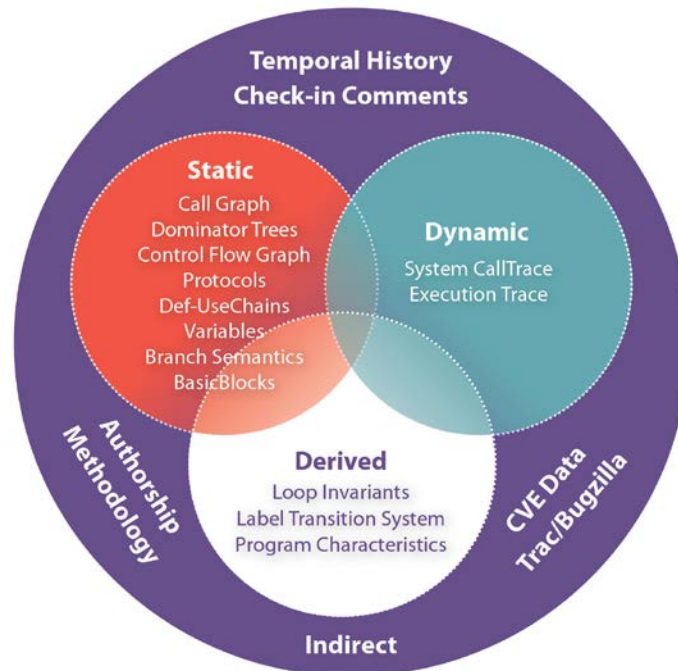 Temporal History
Check-in Comments
Static
Call Graph
Dominator Trees
Control Flow Graph
Protocols
Def-UseChains
Variables
Branch Semantics
BasicBlocks
Dynamic
System CallTrace
Execution Trace
Authorship
Methodology
Derived
Loop Invariants
Label Transition System
Program Characteristics
CVE Data
Trac/Bugzilla
Indirect